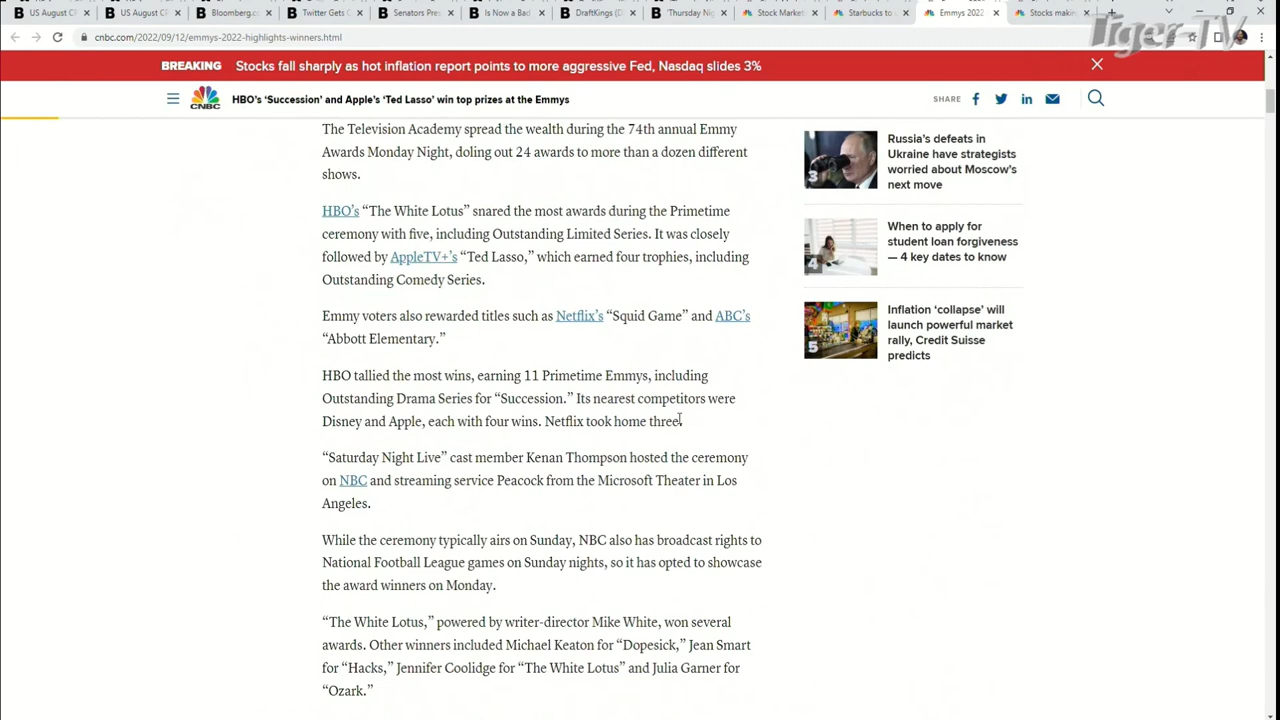 US August CP
US August CP
Bloomberg.co
Twitter Gets C
Senators Pres
Is Now a Bad
DraftKings (D
'Thursday Nig
Stock Market
Starbucks to
Emmys 2022
Stocks makin
Tiger-TV
cnbc.com/2022/09/12/emmys-2022-highlights-winners.html
BREAKING Stocks fall sharply as hot inflation report points to more aggressive Fed, Nasdaq slides 3%
CNBC
HBO's 'Succession' and Apple's 'Ted Lasso' win top prizes at the Emmys
SHARE
The Television Academy spread the wealth during the 74th annual Emmy
Awards Monday Night, doling out 24 awards to more than a dozen different
shows.
HBO's “The White Lotus” snared the most awards during the Primetime
ceremony with five, including Outstanding Limited Series. It was closely
followed by AppleTV+'s “Ted Lasso,” which earned four trophies, including
Outstanding Comedy Series.
Emmy voters also rewarded titles such as Netflix's “Squid Game” and ABC's
“Abbott Elementary.”
HBO tallied the most wins, earning 11 Primetime Emmys, including
Outstanding Drama Series for “Succession.” Its nearest competitors were
Disney and Apple, each with four wins. Netflix took home three.
“Saturday Night Live” cast member Kenan Thompson hosted the ceremony
on NBC and streaming service Peacock from the Microsoft Theater in Los
Angeles.
While the ceremony typically airs on Sunday, NBC also has broadcast rights to
National Football League games on Sunday nights, so it has opted to showcase
the award winners on Monday.
“The White Lotus,” powered by writer-director Mike White, won several
awards. Other winners included Michael Keaton for “Dopesick,” Jean Smart
for “Hacks,” Jennifer Coolidge for “The White Lotus” and Julia Garner for
“Ozark.”
3
Russia's defeats in
Ukraine have strategists
worried about Moscow's
next move
4
When to apply for
student loan forgiveness
— 4 key dates to know
5
Inflation ‘collapse’ will
launch powerful market
rally, Credit Suisse
predicts